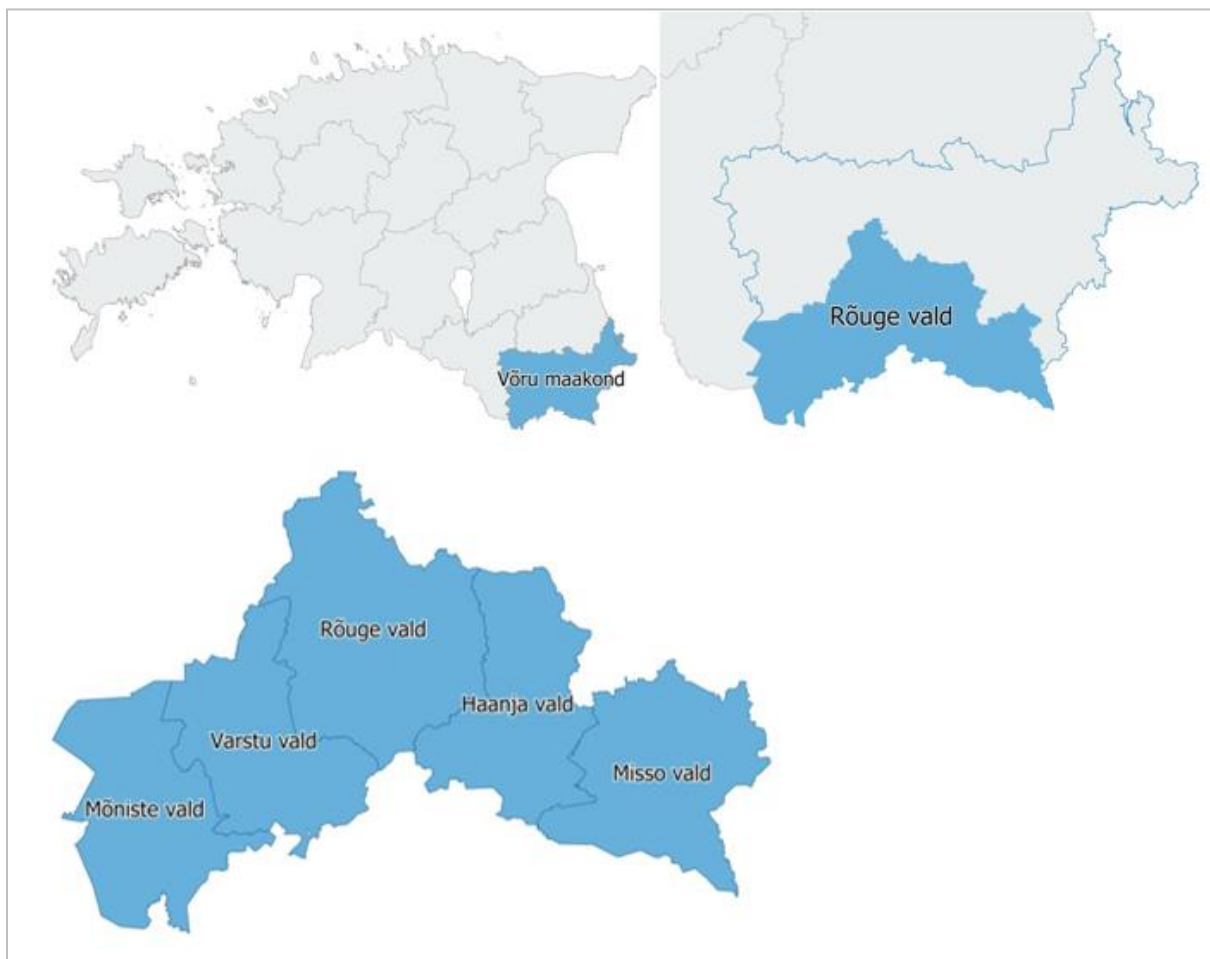 Võru maakond
Rõuge vald
Rõuge vald
Haanja vald
Varstu vald
Misso vald
Mõniste vald